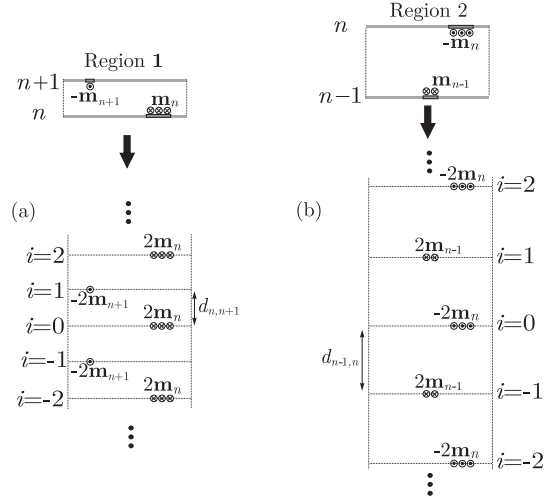 Region 1
n+1
-m_{n+1}
m_n
n
(a)
i=2
2m_n
i=1
-2m_{n+1}
d_{n,n+1}
i=0
2m_n
i=-1
-2m_{n+1}
i=-2
2m_n
Region 2
n
-m_n
m_{n-1}
n-1
(b)
-2m_n
i=2
2m_{n-1}
i=1
-2m_n
i=0
d_{n-1,n}
2m_{n-1}
i=-1
-2m_n
i=-2